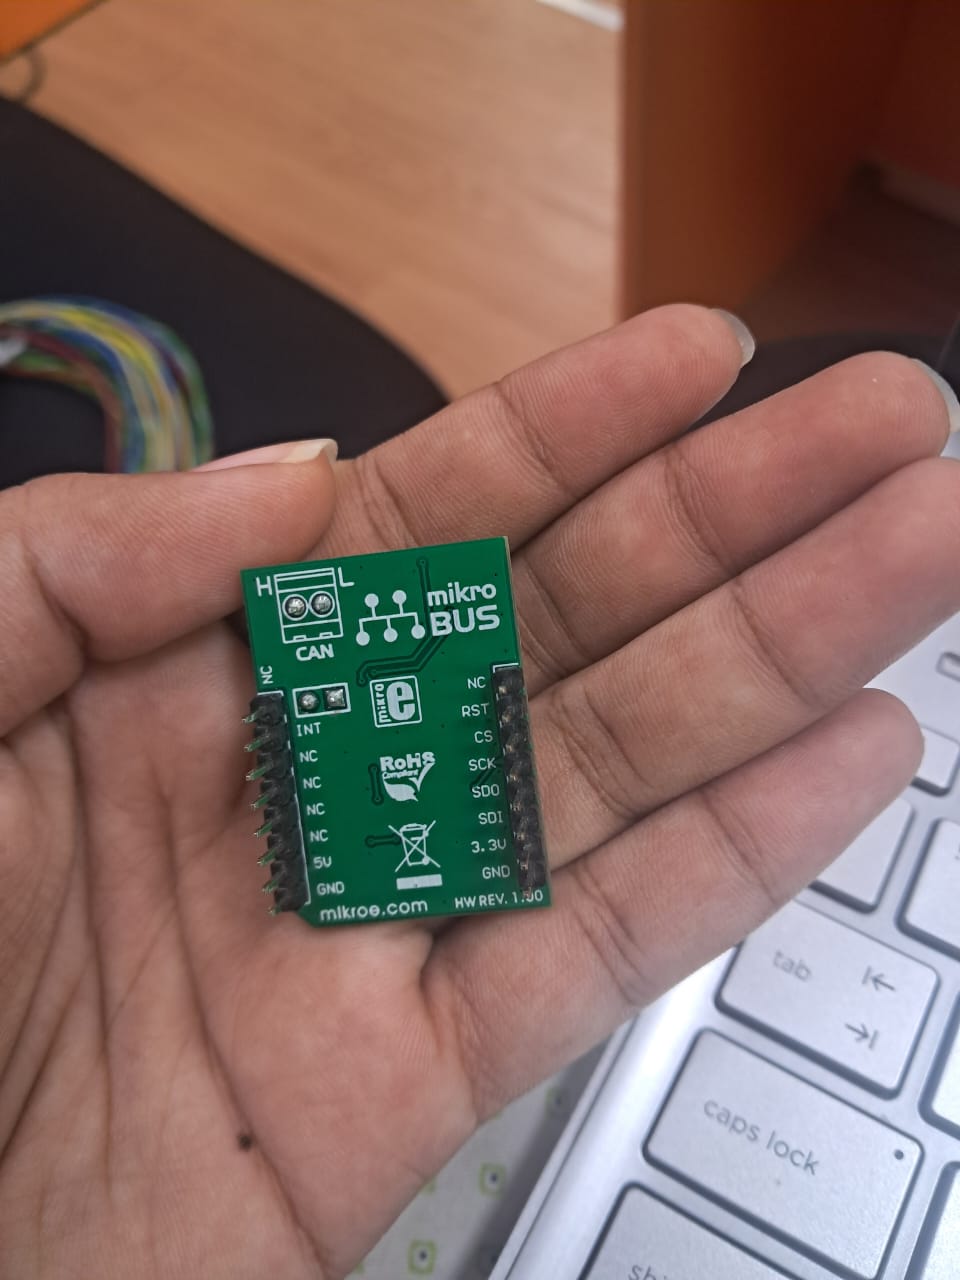 H L
mikro
BUS
CAN
NC
mikro
e
INT
NC
NC
NC
NC
5V
GND
RoHS
Compliant
NC
RST
CS
SCK
SDO
SDI
3.3V
GND
mikroe.com
HW REV. 1.00
tab
caps lock